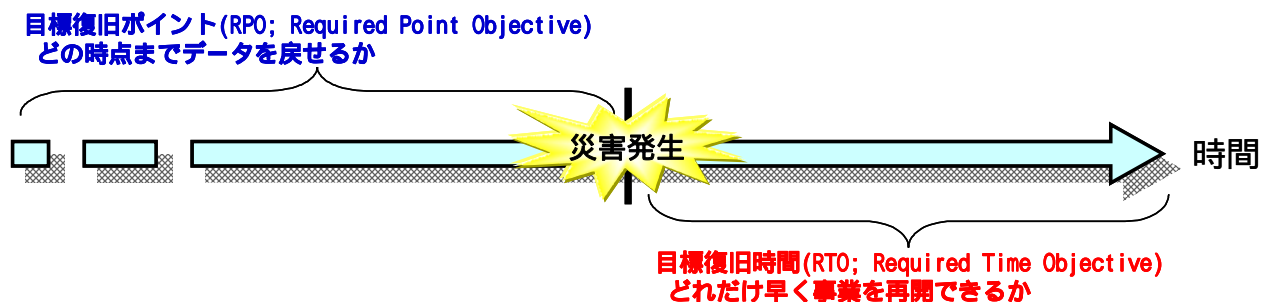 目標復旧ポイント(RPO; Required Point Objective)
どの時点までデータを戻せるか
災害発生
時間
目標復旧時間(RTO; Required Time Objective)
どれだけ早く事業を再開できるか